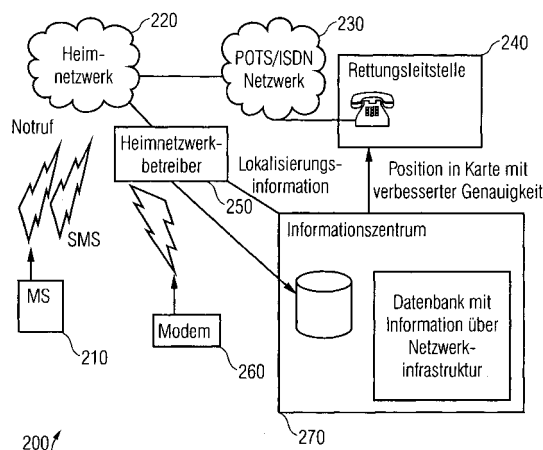 220
Heim-
netzwerk
230
POTS/ISDN
Netzwerk
240
Rettungsleitstelle
Notruf
SMS
Heimnetzwerk-
betreiber
250
Lokalisierungs-
information
Position in Karte mit
verbesserter Genauigkeit
MS
210
Modem
260
Informationszentrum
Datenbank mit
Information über
Netzwerk-
infrastruktur
270
200